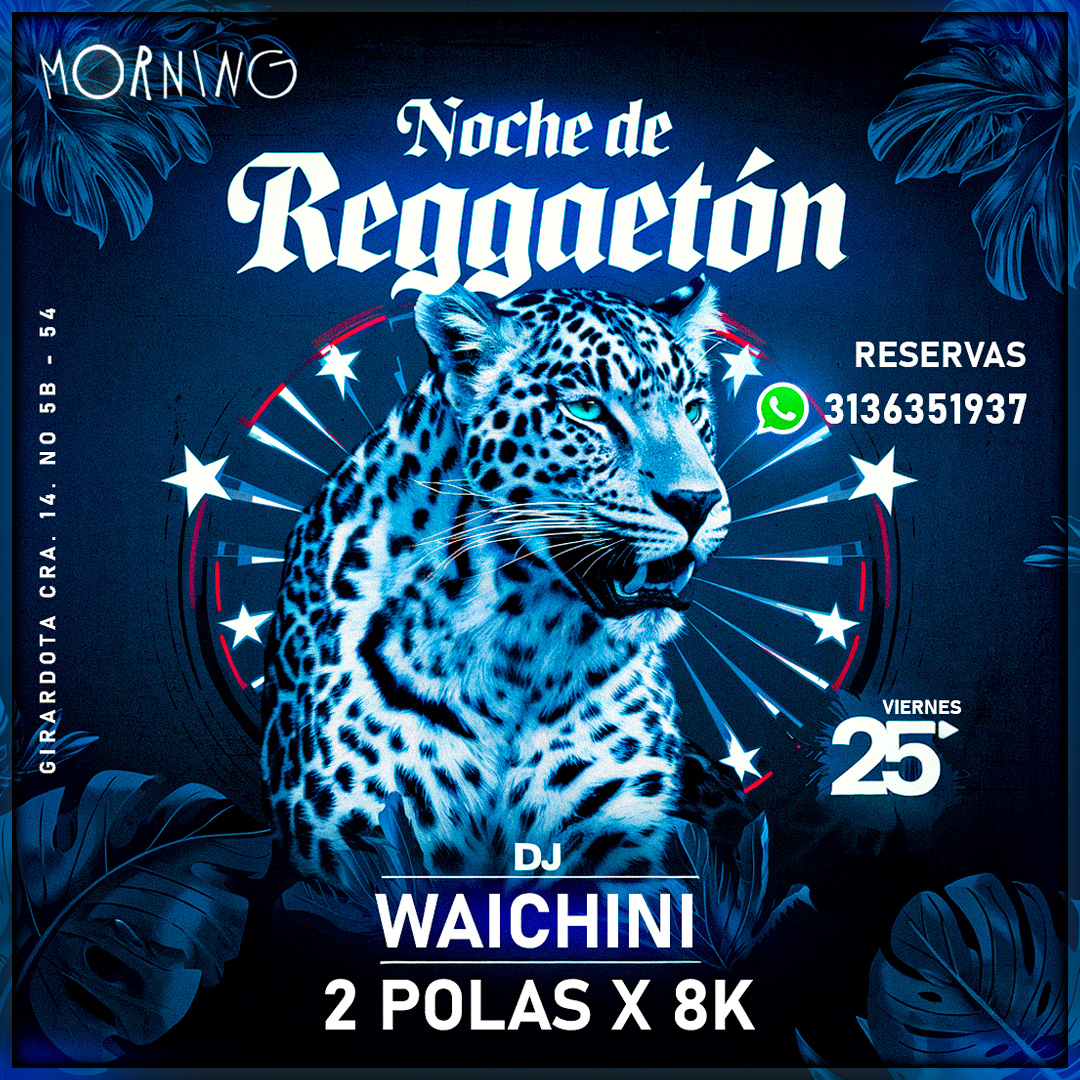 MORNING
Noche de
Reggaetón
GIRARDOTA CRA. 14. NO 5B - 54
RESERVAS
3136351937
VIERNES
25
DJ
WAICHINI
2 POLAS X 8K